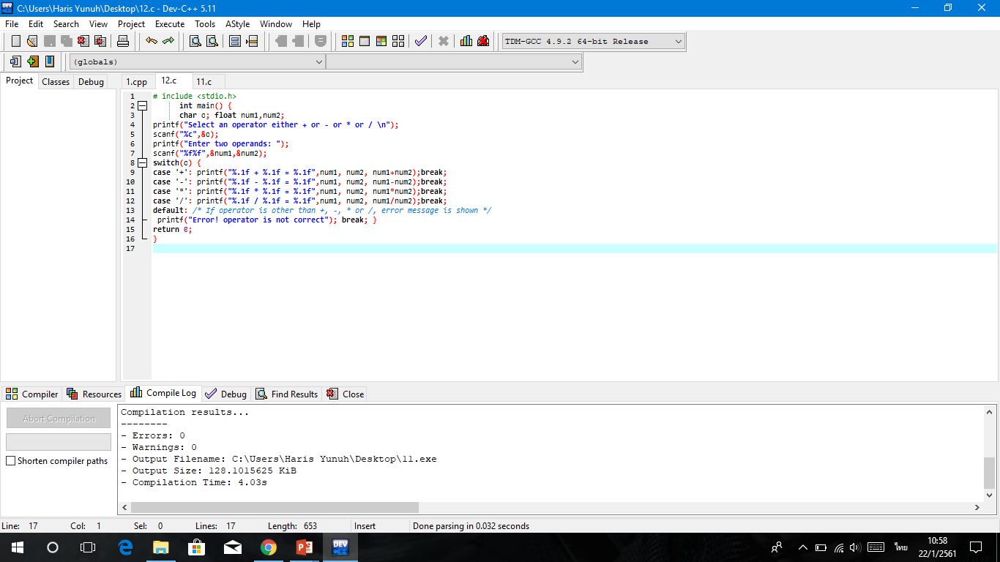 C:\Users\Haris Yunuh\Desktop\12.c - Dev-C++ 5.11
File Edit Search View Project Execute Tools AStyle Window Help
TDM-GCC 4.9.2 64-bit Release
(globals)
Project Classes Debug 1.cpp 12.c 11.c
1 # include <stdio.h>
2 int main() {
3 char o; float num1,num2;
4 printf("Select an operator either + or - or * or / \n");
5 scanf("%c",&o);
6 printf("Enter two operands: ");
7 scanf("%f%f",&num1,&num2);
8 switch(o) {
9 case '+': printf("%.1f + %.1f = %.1f",num1, num2, num1+num2);break;
10 case '-': printf("%.1f - %.1f = %.1f",num1, num2, num1-num2);break;
11 case '*': printf("%.1f * %.1f = %.1f",num1, num2, num1*num2);break;
12 case '/': printf("%.1f / %.1f = %.1f",num1, num2, num1/num2);break;
13 default: /* If operator is other than +, -, * or /, error message is shown */
14 printf("Error! operator is not correct"); break; }
15 return 0;
16 }
17
Compiler Resources Compile Log Debug Find Results Close
Abort Compilation
Shorten compiler paths
Compilation results...
--------
- Errors: 0
- Warnings: 0
- Output Filename: C:\Users\Haris Yunuh\Desktop\11.exe
- Output Size: 128.1015625 KiB
- Compilation Time: 4.03s
Line: 17 Col: 1 Sel: 0 Lines: 17 Length: 653 Insert Done parsing in 0.032 seconds
ไทย
10:58
22/1/2561